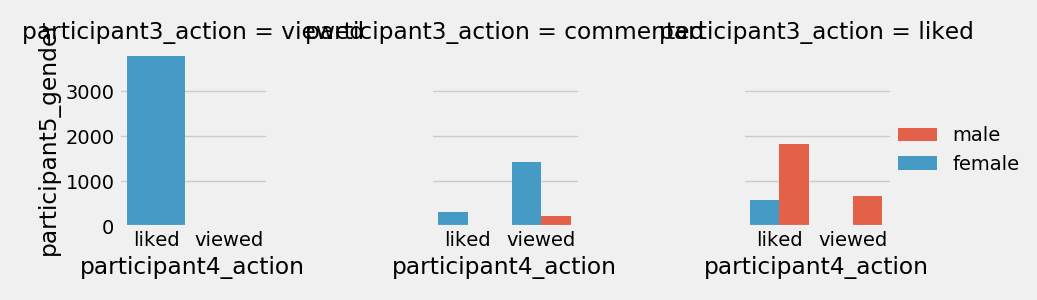 participant3_action = viewed
participant3_action = commented
participant3_action = liked
participant5_gender
3000
2000
1000
0
liked viewed
liked viewed
liked viewed
participant4_action
participant4_action
participant4_action
male
female